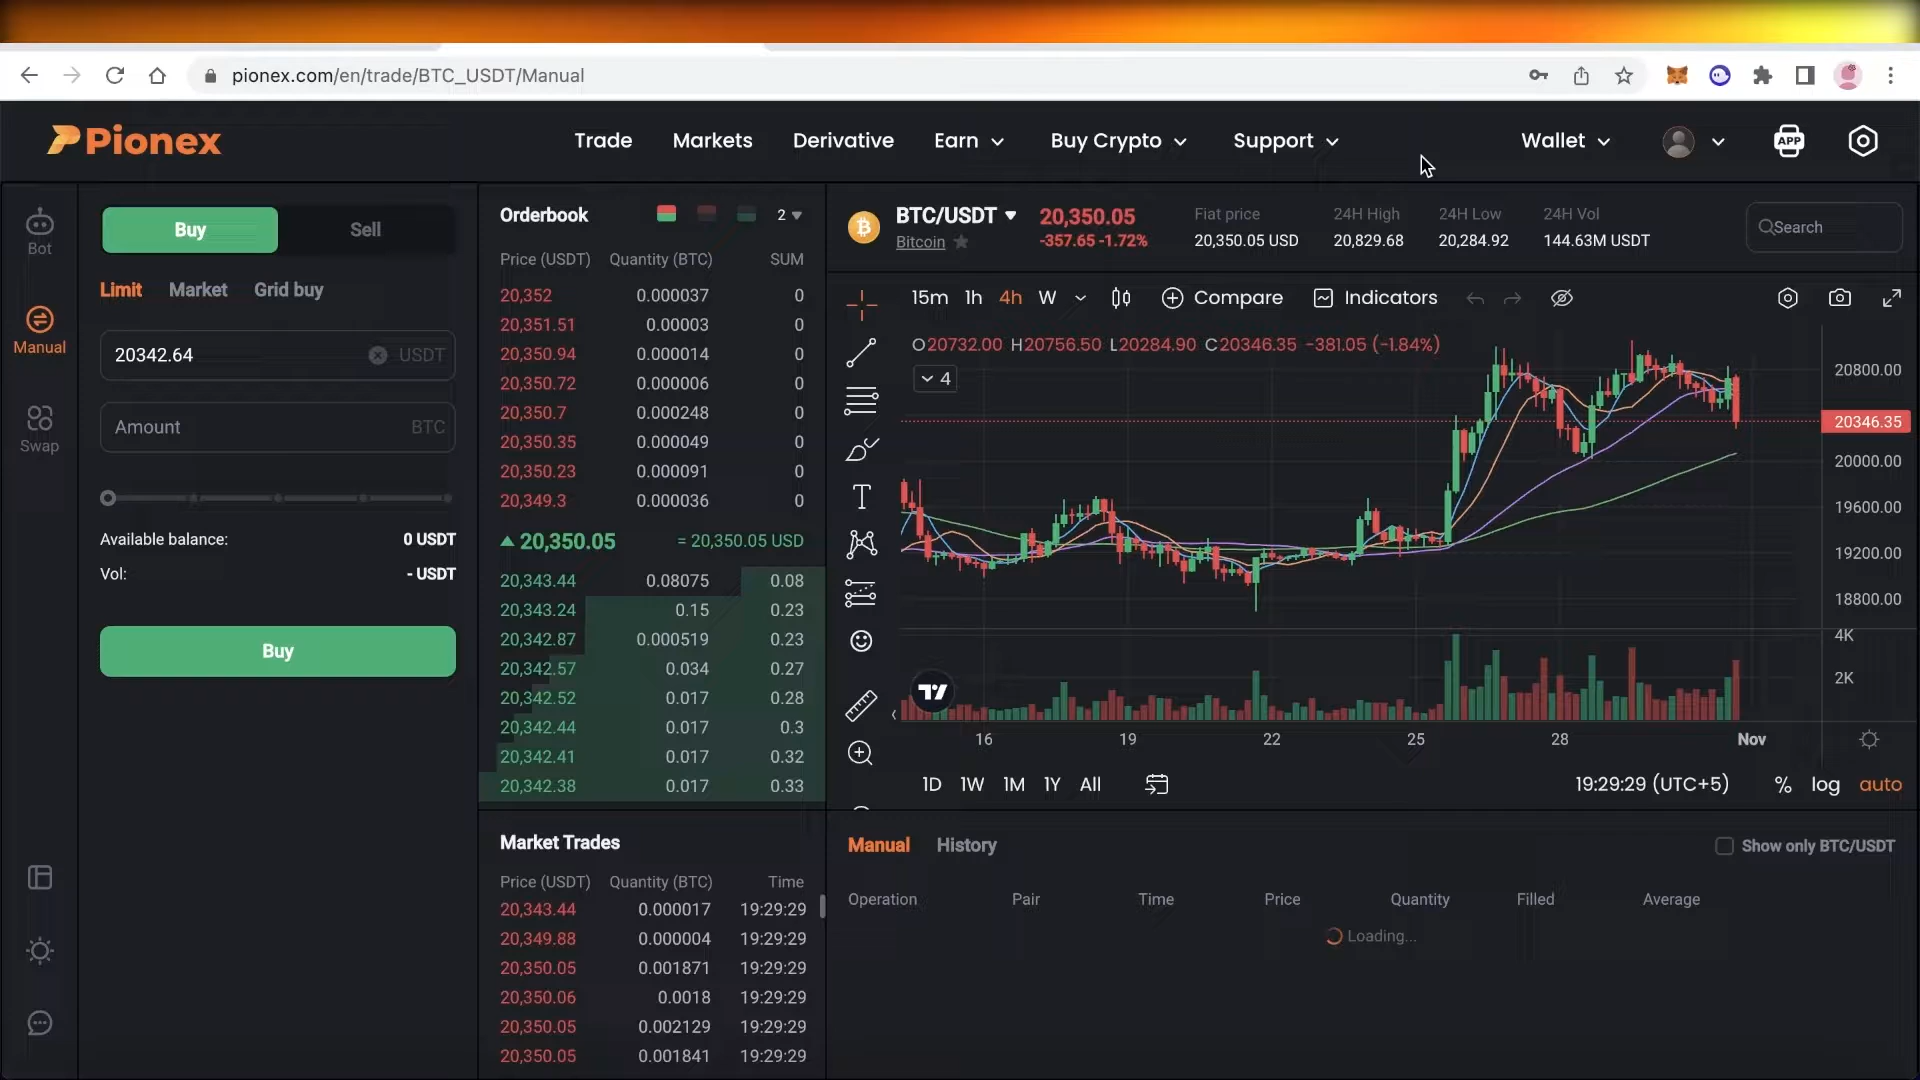 pionex.com/en/trade/BTC_USDT/Manual
Pionex
Trade Markets Derivative Earn Buy Crypto Support Wallet APP
Bot
Manual
Swap
Buy Sell
Limit Market Grid buy
20342.64 USDT
Amount BTC
Available balance: 0 USDT
Vol: - USDT
Buy
Orderbook 2
Price (USDT) Quantity (BTC) SUM
20,352 0.000037 0
20,351.51 0.00003 0
20,350.94 0.000014 0
20,350.72 0.000006 0
20,350.7 0.000248 0
20,350.35 0.000049 0
20,350.23 0.000091 0
20,349.3 0.000036 0
20,350.05 = 20,350.05 USD
20,343.44 0.08075 0.08
20,343.24 0.15 0.23
20,342.87 0.000519 0.23
20,342.57 0.034 0.27
20,342.52 0.017 0.28
20,342.44 0.017 0.3
20,342.41 0.017 0.32
20,342.38 0.017 0.33
Market Trades
Price (USDT) Quantity (BTC) Time
20,343.44 0.000017 19:29:29
20,349.88 0.000004 19:29:29
20,350.05 0.001871 19:29:29
20,350.06 0.0018 19:29:29
20,350.05 0.002129 19:29:29
20,350.05 0.001841 19:29:29
BTC/USDT 20,350.05 Fiat price 24H High 24H Low 24H Vol
Bitcoin -357.65 -1.72% 20,350.05 USD 20,829.68 20,284.92 144.63M USDT
Search
15m 1h 4h W Compare Indicators
O20732.00 H20756.50 L20284.90 C20346.35 -381.05 (-1.84%)
4
20800.00
20346.35
20000.00
19600.00
19200.00
18800.00
4K
2K
16 19 22 25 28 Nov
1D 1W 1M 1Y All 19:29:29 (UTC+5) % log auto
Manual History Show only BTC/USDT
Operation Pair Time Price Quantity Filled Average
Loading...